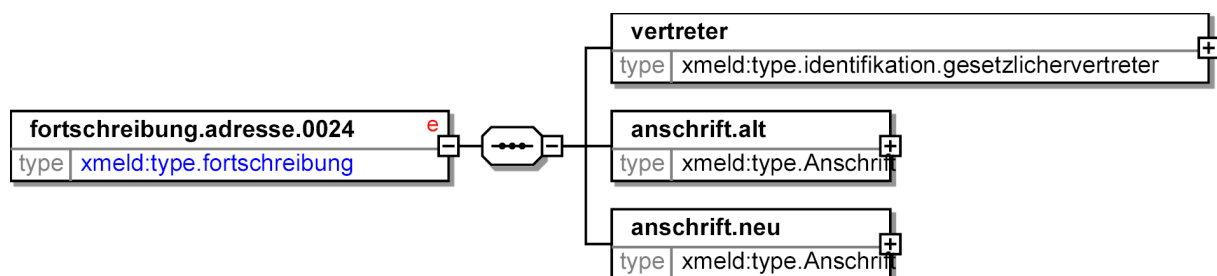 vertreter
type xmeld:type.identifikation.gesetzlichervertreter
fortschreibung.adresse.0024 e
type xmeld:type.fortschreibung
anschrift.alt
type xmeld:type.Anschrift
anschrift.neu
type xmeld:type.Anschrift